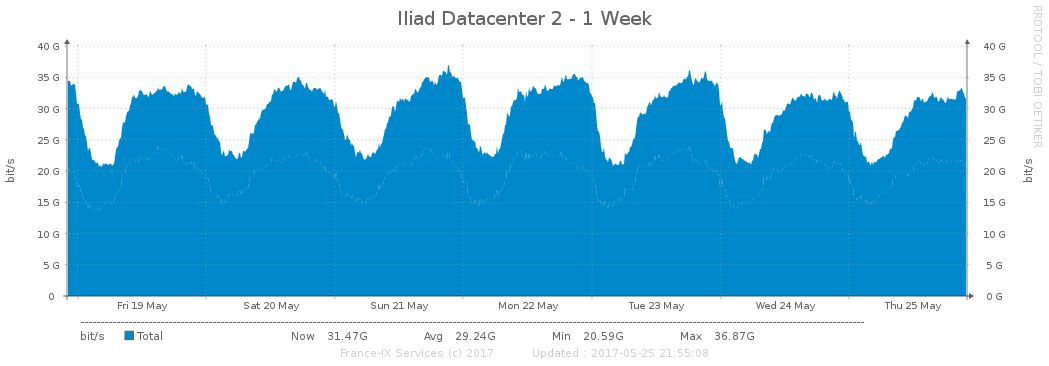 Iliad Datacenter 2 - 1 Week
RRDTOOL / TOBI OETIKER
bit/s
40 G
35 G
30 G
25 G
20 G
15 G
10 G
5 G
0
40 G
35 G
30 G
25 G
20 G
15 G
10 G
5 G
0 G
bit/s
Fri 19 May Sat 20 May Sun 21 May Mon 22 May Tue 23 May Wed 24 May Thu 25 May
bit/s Total Now 31.47G Avg 29.24G Min 20.59G Max 36.87G
France-IX Services (c) 2017 Updated : 2017-05-25 21:55:08